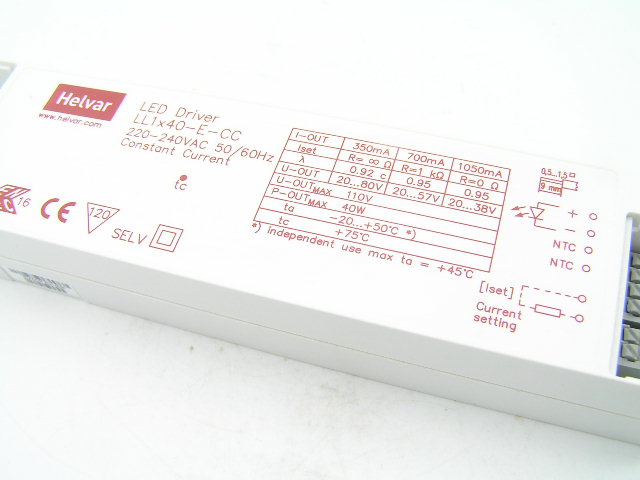 Helvar
www.helvar.com
LED Driver
LL1x40-E-CC
220-240VAC 50/60Hz
Constant Current
tc
16
CE
120
SELV
I-OUT 350mA 700mA 1050mA
Iset R= ∞ Ω R=1 kΩ R=0 Ω
λ 0.92 c 0.95 0.95
U-OUT 20...80V 20...57V 20...38V
U-OUTMAX 110V
P-OUTMAX 40W
ta -20...+50°C *)
tc +75°C
*) independent use max ta = +45°C
0,5...1,5
9 mm
+
-
NTC
NTC
[Iset]
Current
setting